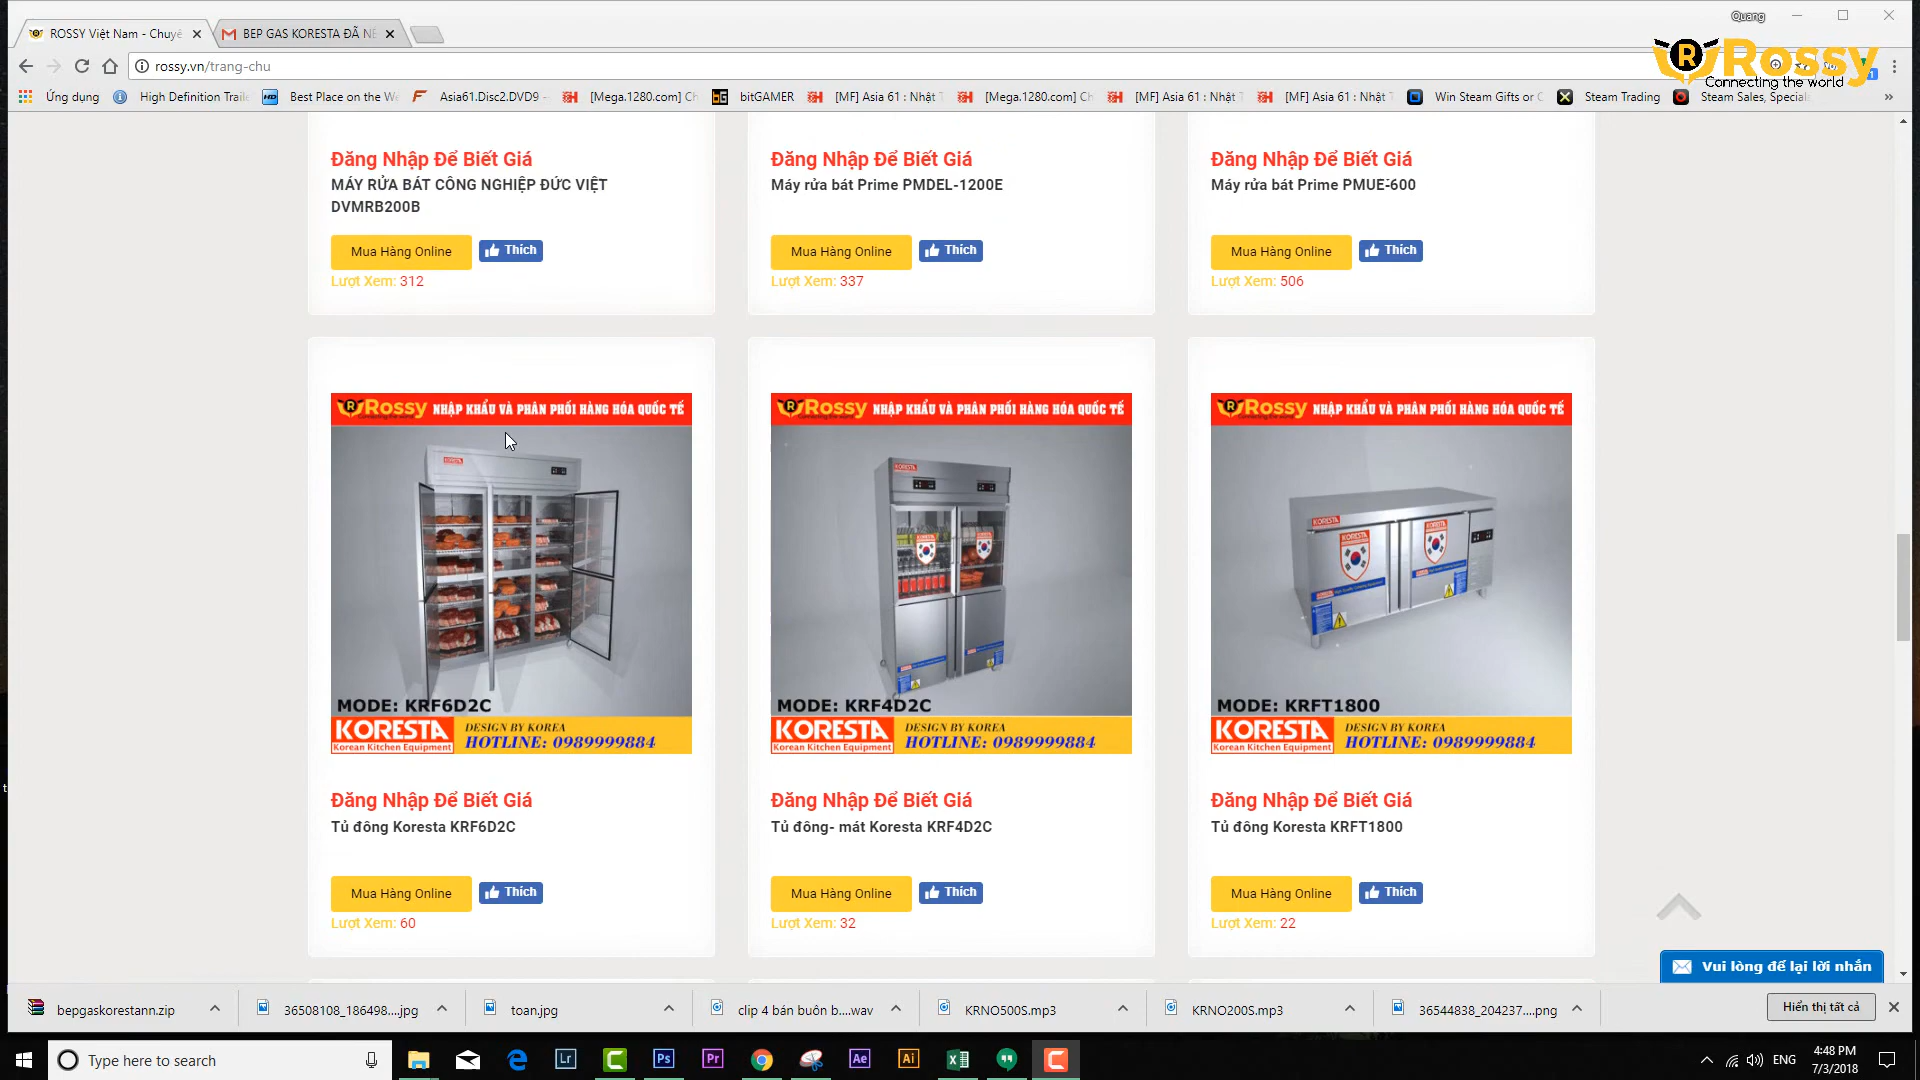 Quang
ROSSY Việt Nam - Chuyê
BEP GAS KORESTA ĐÃ NÊ
rossy.vn/trang-chu
Rossy
Connecting the world
Ứng dụng
High Definition Traile
Best Place on the We
Asia61.Disc2.DVD9 --
[Mega.1280.com] Ch
bitGAMER
[MF] Asia 61 : Nhật T
[Mega.1280.com] Ch
[MF] Asia 61 : Nhật T
[MF] Asia 61 : Nhật T
Win Steam Gifts or C
Steam Trading
Steam Sales, Specials
»
Đăng Nhập Để Biết Giá
MÁY RỬA BÁT CÔNG NGHIỆP ĐỨC VIỆT
DVMRB200B
Mua Hàng Online
Thích
Lượt Xem: 312
Đăng Nhập Để Biết Giá
Máy rửa bát Prime PMDEL-1200E
Mua Hàng Online
Thích
Lượt Xem: 337
Đăng Nhập Để Biết Giá
Máy rửa bát Prime PMUE-600
Mua Hàng Online
Thích
Lượt Xem: 506
Rossy NHẬP KHẨU VÀ PHÂN PHỐI HÀNG HÓA QUỐC TẾ
MODE: KRF6D2C
KORESTA
Korean Kitchen Equipment
DESIGN BY KOREA
HOTLINE: 0989999884
Đăng Nhập Để Biết Giá
Tủ đông Koresta KRF6D2C
Mua Hàng Online
Thích
Lượt Xem: 60
Rossy NHẬP KHẨU VÀ PHÂN PHỐI HÀNG HÓA QUỐC TẾ
KORESTA
MODE: KRF4D2C
KORESTA
Korean Kitchen Equipment
DESIGN BY KOREA
HOTLINE: 0989999884
Đăng Nhập Để Biết Giá
Tủ đông- mát Koresta KRF4D2C
Mua Hàng Online
Thích
Lượt Xem: 32
Rossy NHẬP KHẨU VÀ PHÂN PHỐI HÀNG HÓA QUỐC TẾ
KORESTA
KORESTA
KORESTA
MODE: KRFT1800
KORESTA
Korean Kitchen Equipment
DESIGN BY KOREA
HOTLINE: 0989999884
Đăng Nhập Để Biết Giá
Tủ đông Koresta KRFT1800
Mua Hàng Online
Thích
Lượt Xem: 22
Vui lòng để lại lời nhắn
bepgaskorestann.zip
36508108_186498....jpg
toan.jpg
clip 4 bán buôn b....wav
KRNO500S.mp3
KRNO200S.mp3
36544838_204237....png
Hiển thị tất cả
Type here to search
Lr
Ps
Pr
Ae
Ai
ENG
4:48 PM
7/3/2018